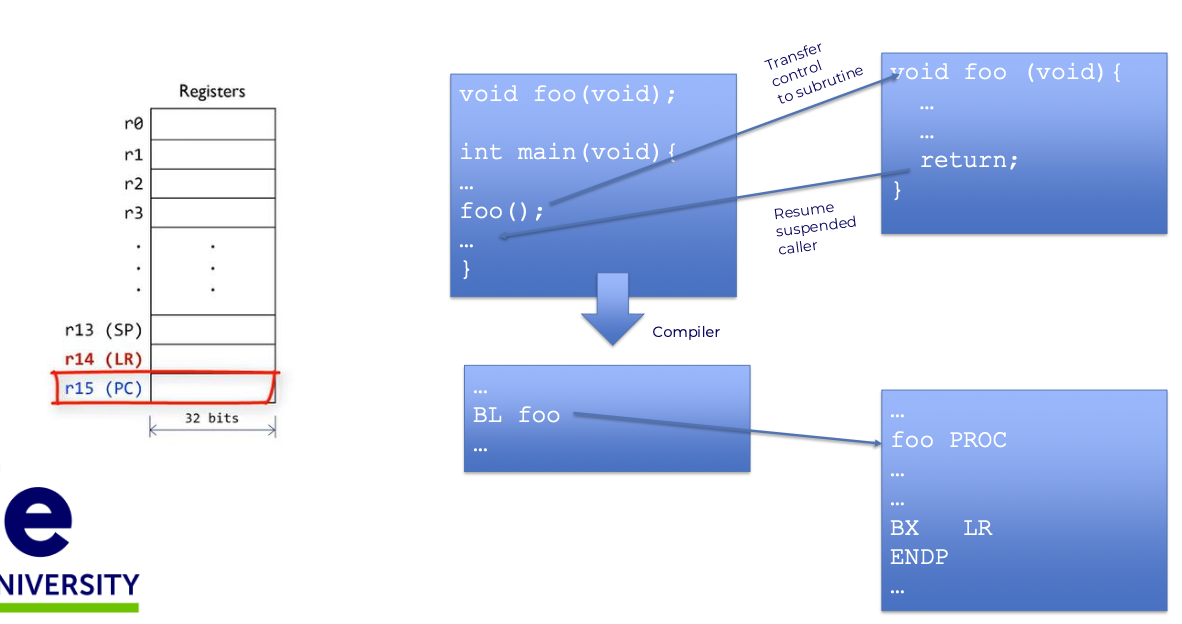 Registers
r0
r1
r2
r3
.
.
.
.
.
.
r13 (SP)
r14 (LR)
r15 (PC)
32 bits
void foo(void);
int main(void){
…
foo();
…
}
Transfer
control
to subrutine
void foo (void){
…
…
return;
}
Resume
suspended
caller
Compiler
…
BL foo
…
…
foo PROC
…
…
BX LR
ENDP
…
e
NIVERSITY